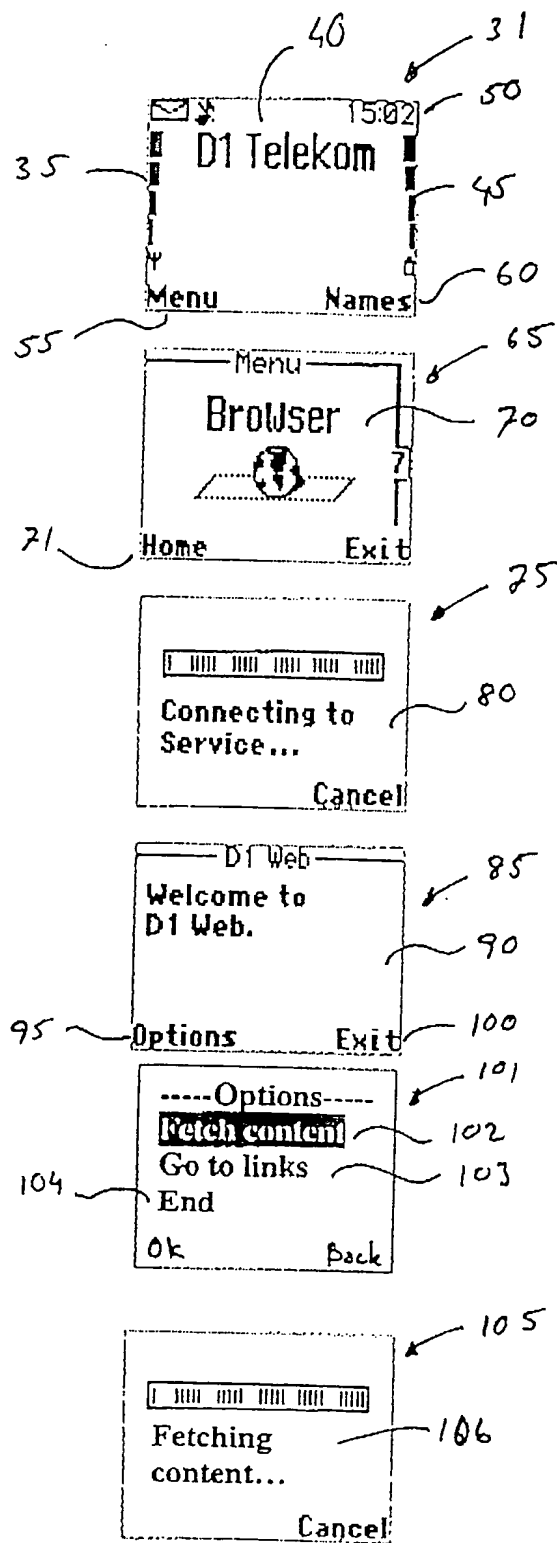 40
31
15:02
50
D1 Telekom
35
45
Menu
Names
60
55
65
Menu
Browser
70
7
71
Home
Exit
75
Connecting to
80
Service...
Cancel
D1 Web
85
Welcome to
D1 Web.
90
95
Options
Exit
100
101
-----Options-----
Fetch content
102
Go to links
103
104
End
Ok
Back
105
Fetching
106
content...
Cancel